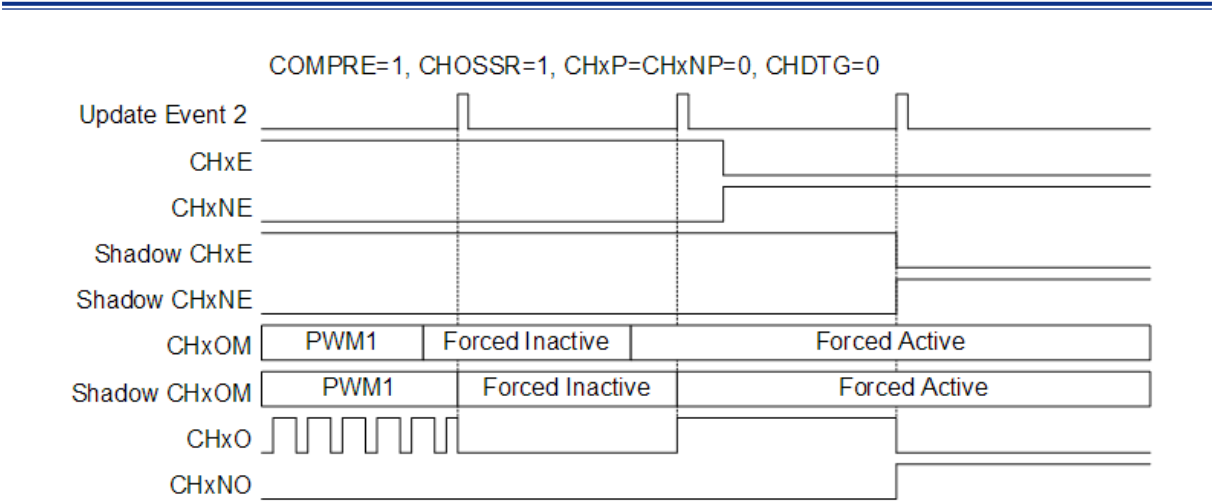 COMPRE=1, CHOSSR=1, CHxP=CHxNP=0, CHDTG=0
Update Event 2
CHxE
CHxNE
Shadow CHxE
Shadow CHxNE
CHxOM PWM1 Forced Inactive Forced Active
Shadow CHxOM PWM1 Forced Inactive Forced Active
CHxO
CHxNO